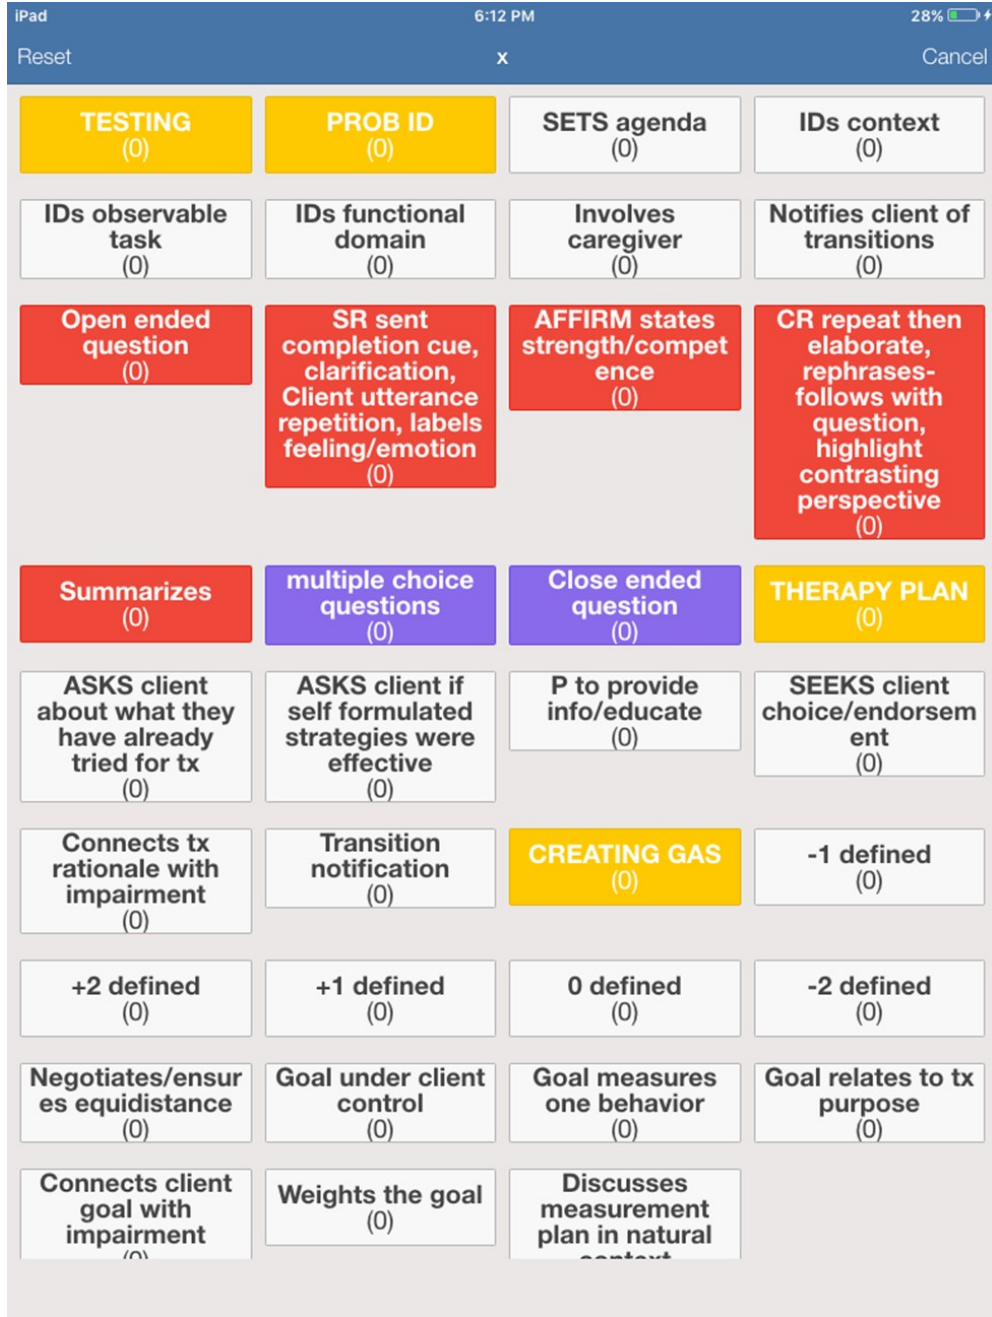 iPad 6:12 PM 28%
Reset x Cancel
TESTING
(0)
PROB ID
(0)
SETS agenda
(0)
IDs context
(0)
IDs observable
task
(0)
IDs functional
domain
(0)
Involves
caregiver
(0)
Notifies client of
transitions
(0)
Open ended
question
(0)
SR sent
completion cue,
clarification,
Client utterance
repetition, labels
feeling/emotion
(0)
AFFIRM states
strength/compet
ence
(0)
CR repeat then
elaborate,
rephrases-
follows with
question,
highlight
contrasting
perspective
(0)
Summarizes
(0)
multiple choice
questions
(0)
Close ended
question
(0)
THERAPY PLAN
(0)
ASKS client
about what they
have already
tried for tx
(0)
ASKS client if
self formulated
strategies were
effective
(0)
P to provide
info/educate
(0)
SEEKS client
choice/endorsem
ent
(0)
Connects tx
rationale with
impairment
(0)
Transition
notification
(0)
CREATING GAS
(0)
-1 defined
(0)
+2 defined
(0)
+1 defined
(0)
0 defined
(0)
-2 defined
(0)
Negotiates/ensur
es equidistance
(0)
Goal under client
control
(0)
Goal measures
one behavior
(0)
Goal relates to tx
purpose
(0)
Connects client
goal with
impairment
(0)
Weights the goal
(0)
Discusses
measurement
plan in natural
context